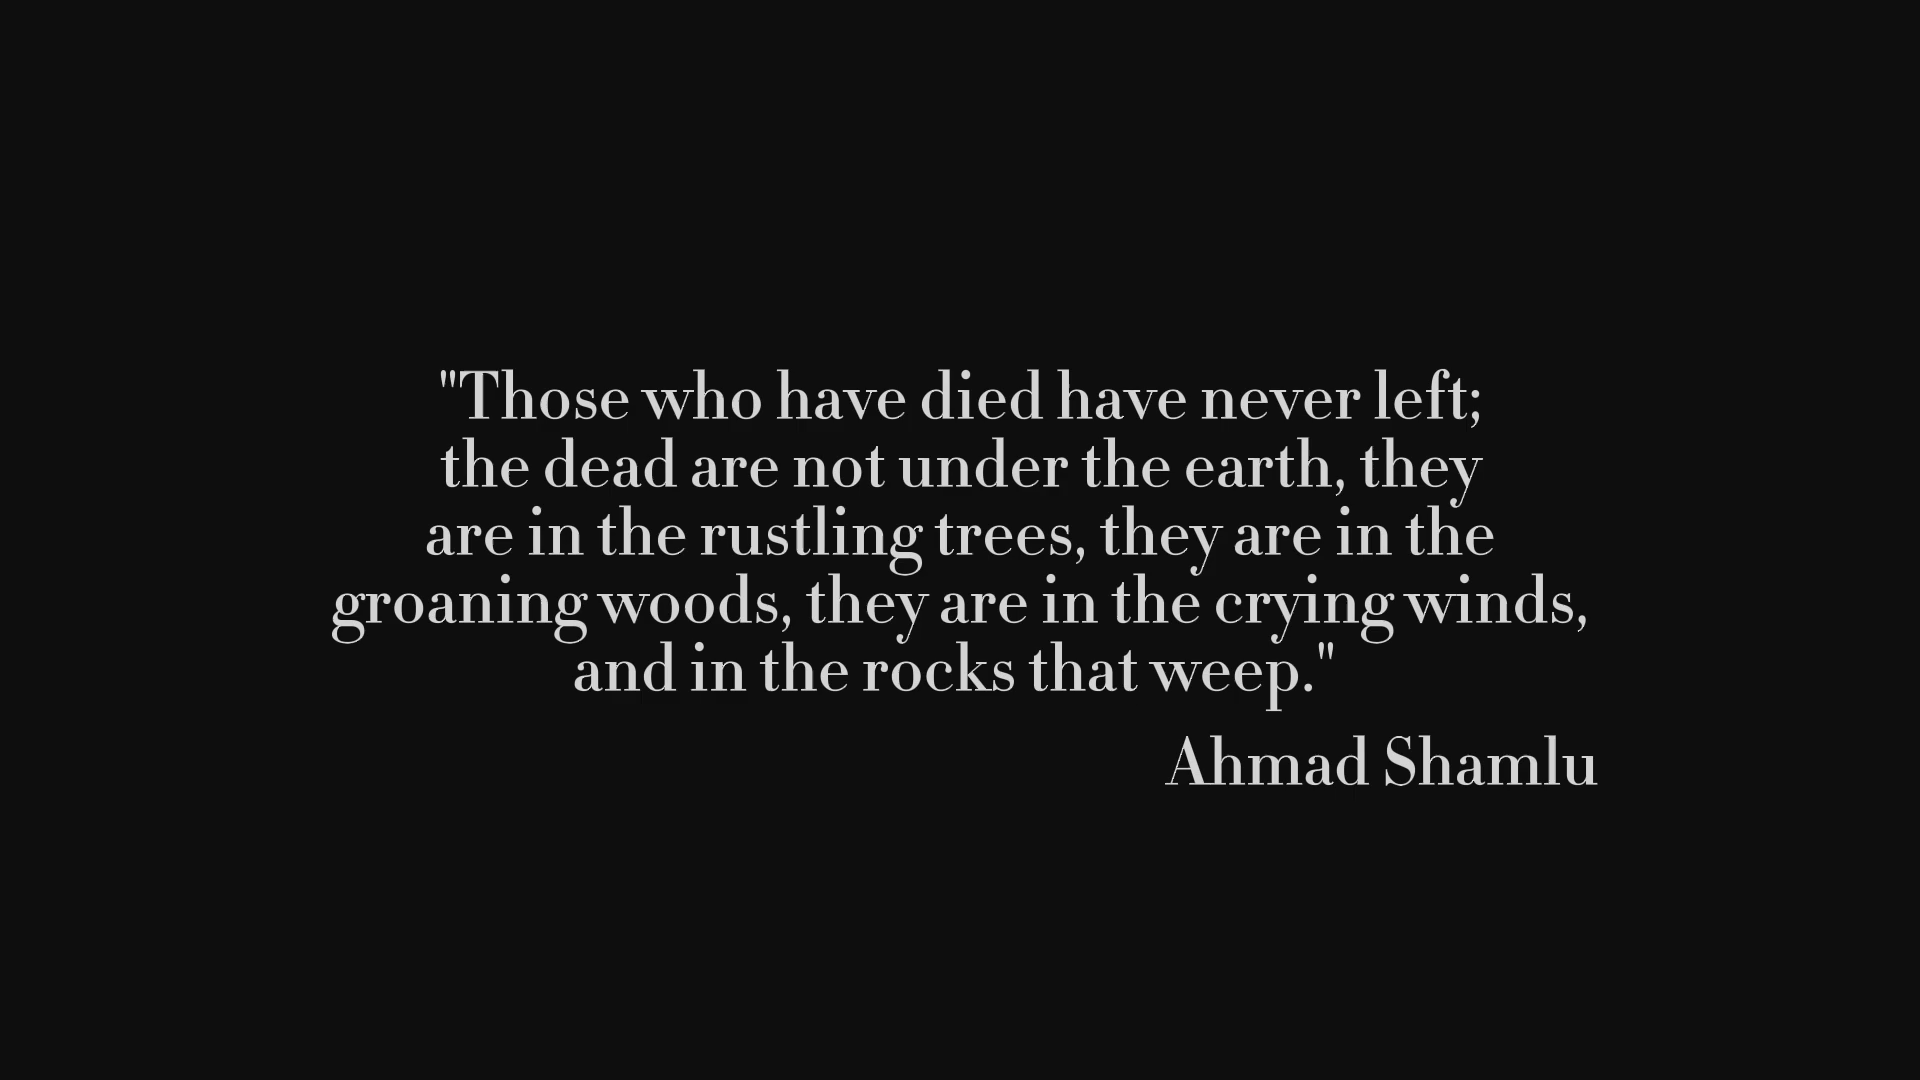 "Those who have died have never left;
the dead are not under the earth, they
are in the rustling trees, they are in the
groaning woods, they are in the crying winds,
and in the rocks that weep."
Ahmad Shamlu